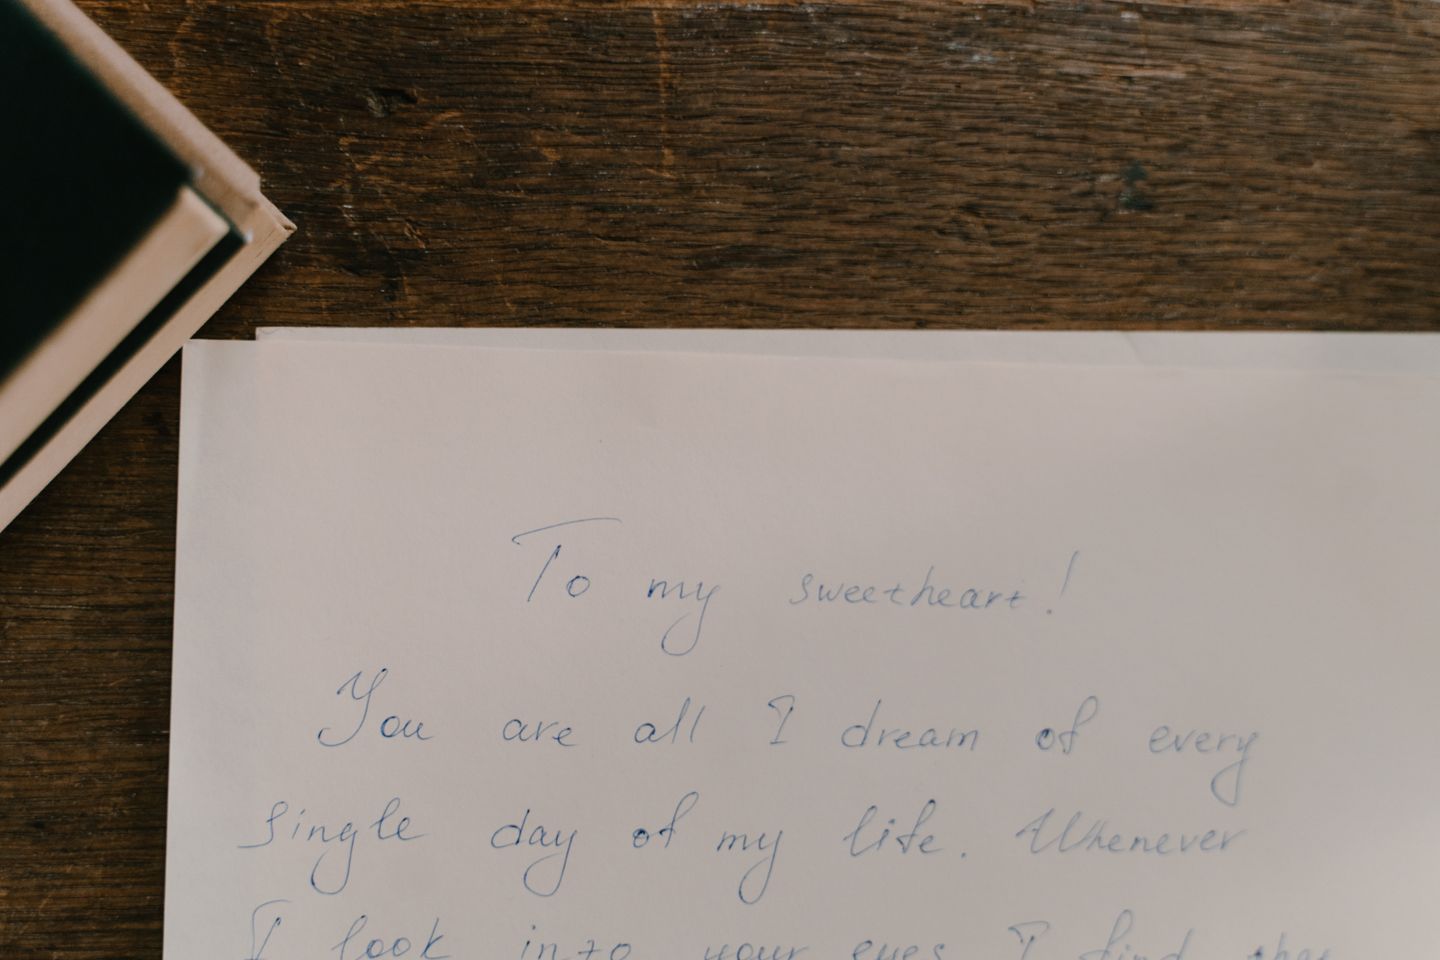 To my sweetheart!
You are all I dream of every
single day of my life. Whenever
I look into your eyes I find